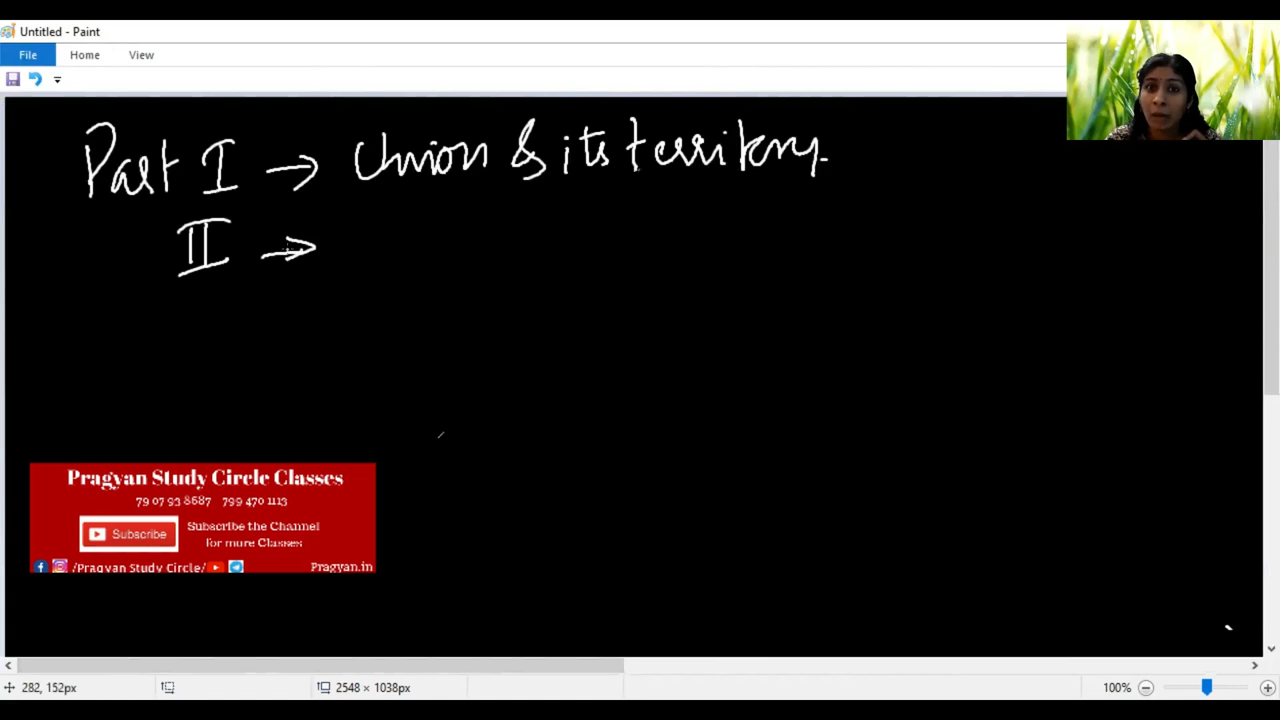 Untitled - Paint
File Home View
Part I → Union & its territory.
II →
Pragyan Study Circle Classes
79 07 93 8687 799 470 1113
Subscribe
Subscribe the Channel
for more Classes
/Pragyan Study Circle/
Pragyan.in
282, 152px 2548 × 1038px 100%